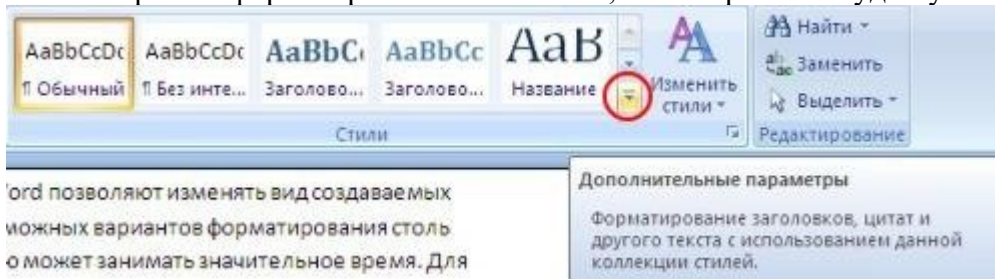 AaBbCcDc AaBbCcDc AaBbC AaBbCc АаВ
¶ Обычный ¶ Без инте... Заголово... Заголово... Название
Изменить
стили
Стили
Найти
Заменить
Выделить
Редактирование
Word позволяют изменять вид создаваемых
можных вариантов форматирования столь
о может занимать значительное время. Для
Дополнительные параметры
Форматирование заголовков, цитат и
другого текста с использованием данной
коллекции стилей.